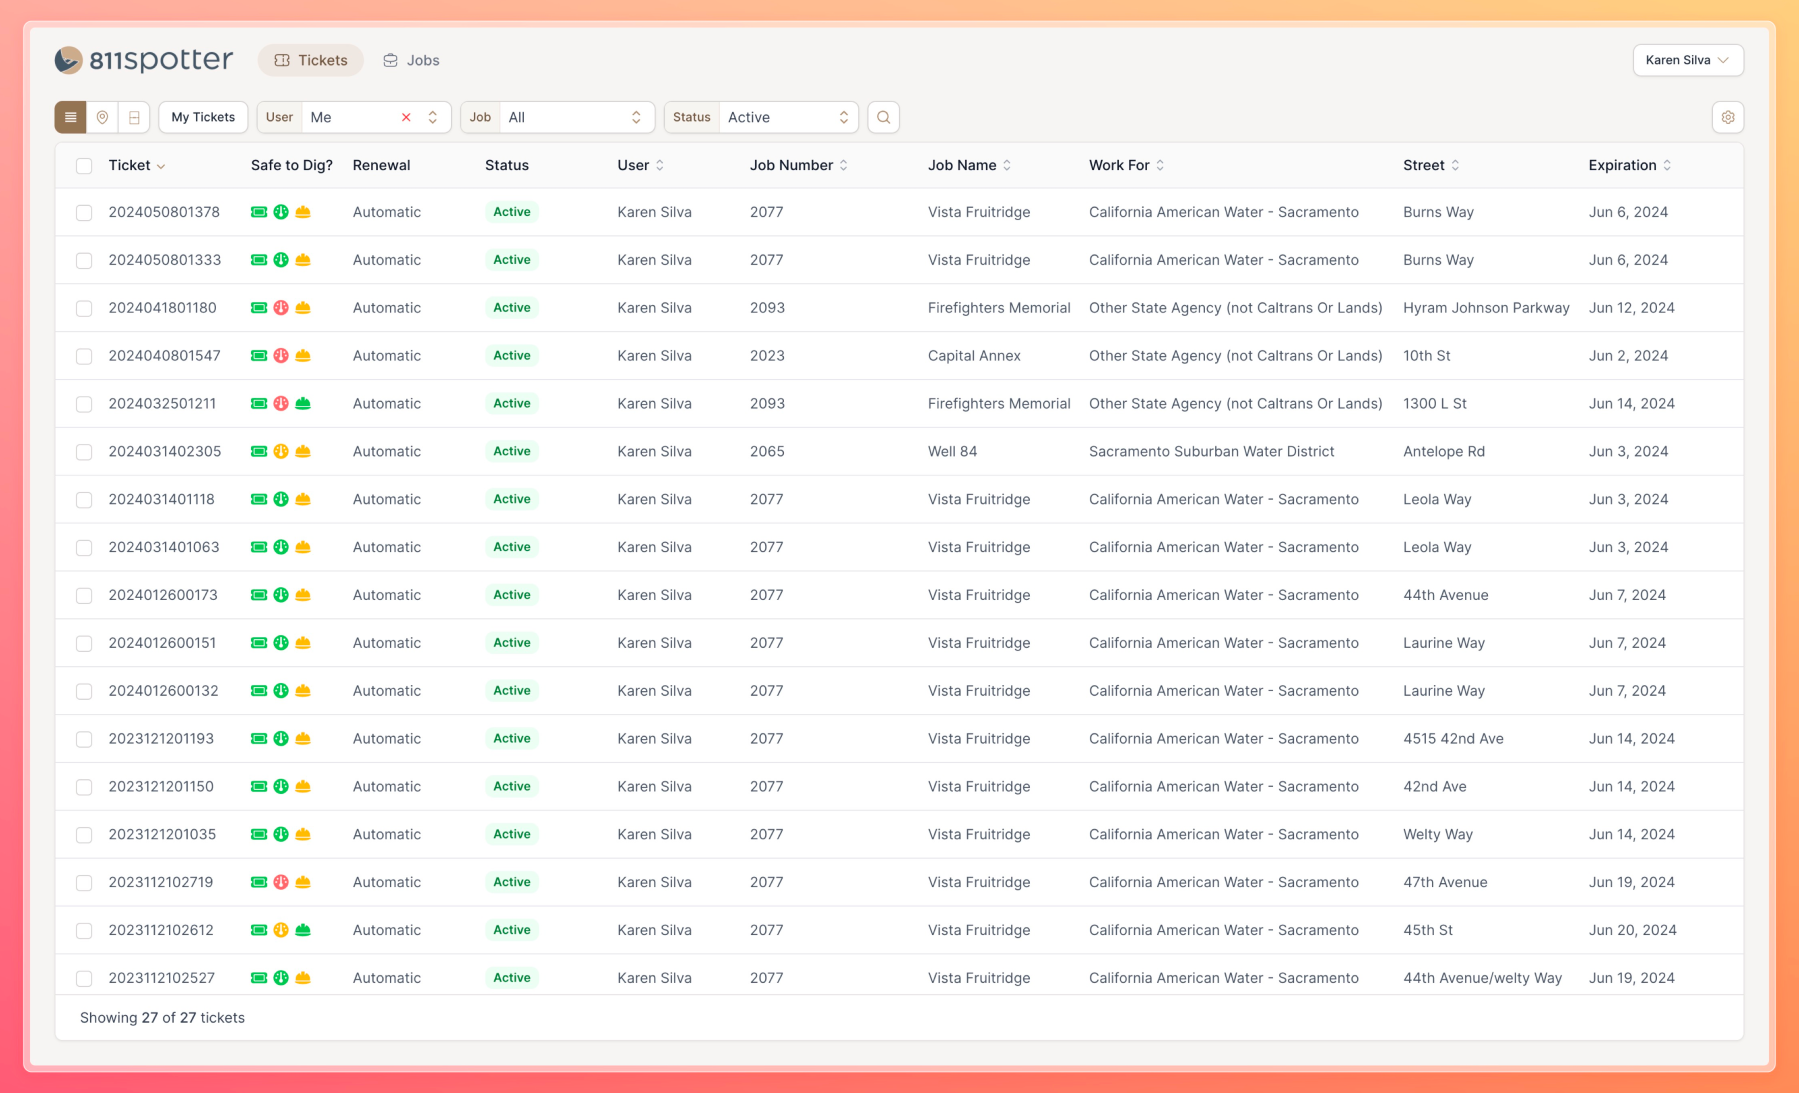 811spotter Tickets Jobs Karen Silva
My Tickets User Me Job All Status Active
Ticket Safe to Dig? Renewal Status User Job Number Job Name Work For Street Expiration
2024050801378 Automatic Active Karen Silva 2077 Vista Fruitridge California American Water - Sacramento Burns Way Jun 6, 2024
2024050801333 Automatic Active Karen Silva 2077 Vista Fruitridge California American Water - Sacramento Burns Way Jun 6, 2024
2024041801180 Automatic Active Karen Silva 2093 Firefighters Memorial Other State Agency (not Caltrans Or Lands) Hyram Johnson Parkway Jun 12, 2024
2024040801547 Automatic Active Karen Silva 2023 Capital Annex Other State Agency (not Caltrans Or Lands) 10th St Jun 2, 2024
2024032501211 Automatic Active Karen Silva 2093 Firefighters Memorial Other State Agency (not Caltrans Or Lands) 1300 L St Jun 14, 2024
2024031402305 Automatic Active Karen Silva 2065 Well 84 Sacramento Suburban Water District Antelope Rd Jun 3, 2024
2024031401118 Automatic Active Karen Silva 2077 Vista Fruitridge California American Water - Sacramento Leola Way Jun 3, 2024
2024031401063 Automatic Active Karen Silva 2077 Vista Fruitridge California American Water - Sacramento Leola Way Jun 3, 2024
2024012600173 Automatic Active Karen Silva 2077 Vista Fruitridge California American Water - Sacramento 44th Avenue Jun 7, 2024
2024012600151 Automatic Active Karen Silva 2077 Vista Fruitridge California American Water - Sacramento Laurine Way Jun 7, 2024
2024012600132 Automatic Active Karen Silva 2077 Vista Fruitridge California American Water - Sacramento Laurine Way Jun 7, 2024
2023121201193 Automatic Active Karen Silva 2077 Vista Fruitridge California American Water - Sacramento 4515 42nd Ave Jun 14, 2024
2023121201150 Automatic Active Karen Silva 2077 Vista Fruitridge California American Water - Sacramento 42nd Ave Jun 14, 2024
2023121201035 Automatic Active Karen Silva 2077 Vista Fruitridge California American Water - Sacramento Welty Way Jun 14, 2024
2023112102719 Automatic Active Karen Silva 2077 Vista Fruitridge California American Water - Sacramento 47th Avenue Jun 19, 2024
2023112102612 Automatic Active Karen Silva 2077 Vista Fruitridge California American Water - Sacramento 45th St Jun 20, 2024
2023112102527 Automatic Active Karen Silva 2077 Vista Fruitridge California American Water - Sacramento 44th Avenue/welty Way Jun 19, 2024
Showing 27 of 27 tickets